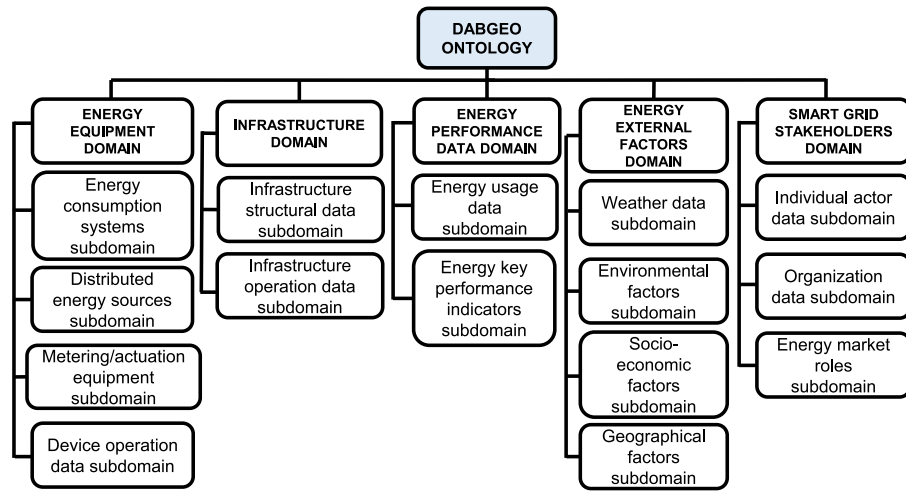 DABGEO
ONTOLOGY
ENERGY
EQUIPMENT
DOMAIN
Energy
consumption
systems
subdomain
Distributed
energy sources
subdomain
Metering/actuation
equipment
subdomain
Device operation
data subdomain
INFRASTRUCTURE
DOMAIN
Infrastructure
structural data
subdomain
Infrastructure
operation data
subdomain
ENERGY
PERFORMANCE
DATA DOMAIN
Energy usage
data
subdomain
Energy key
performance
indicators
subdomain
ENERGY
EXTERNAL
FACTORS
DOMAIN
Weather data
subdomain
Environmental
factors
subdomain
Socio-
economic
factors
subdomain
Geographical
factors
subdomain
SMART GRID
STAKEHOLDERS
DOMAIN
Individual actor
data subdomain
Organization
data subdomain
Energy market
roles
subdomain